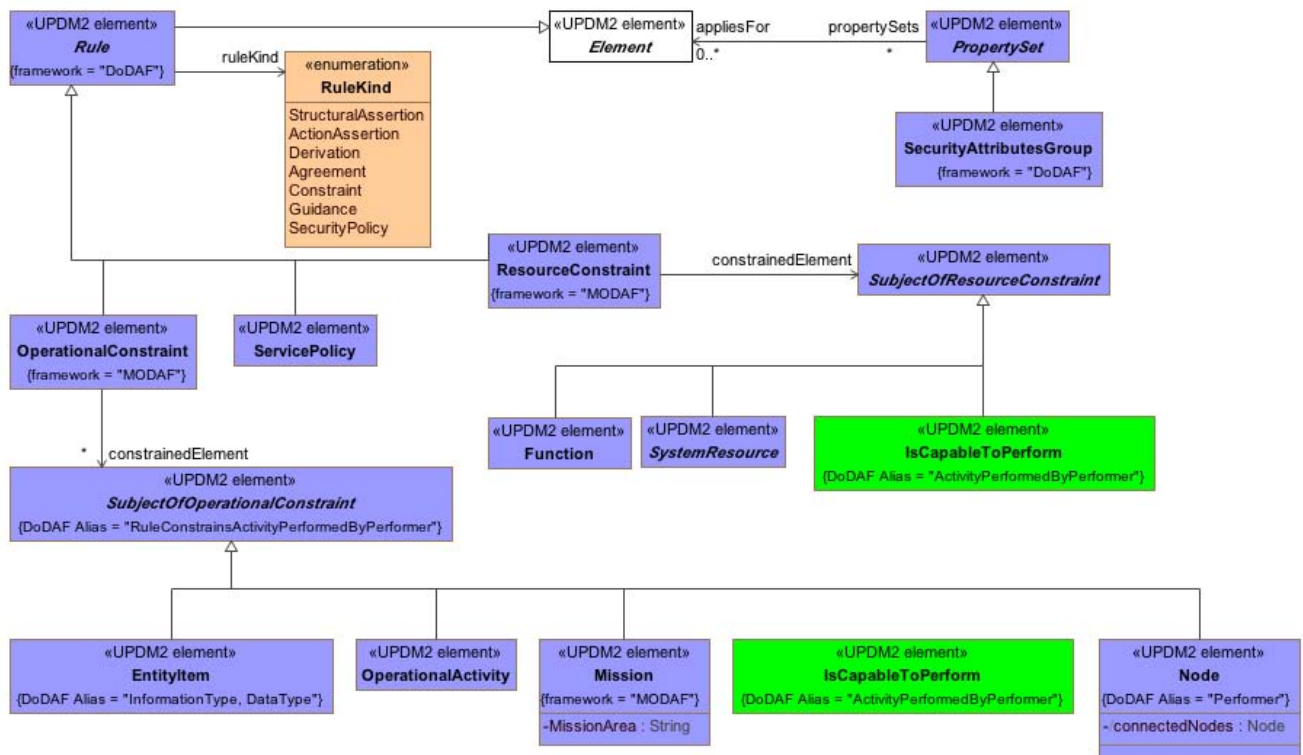 «UPDM2 element»
Rule
{framework = "DoDAF"}
ruleKind
«enumeration»
RuleKind
StructuralAssertion
ActionAssertion
Derivation
Agreement
Constraint
Guidance
SecurityPolicy
«UPDM2 element»
Element
appliesFor
0..*
propertySets
*
«UPDM2 element»
PropertySet
«UPDM2 element»
SecurityAttributesGroup
{framework = "DoDAF"}
«UPDM2 element»
ResourceConstraint
{framework = "MODAF"}
constrainedElement
«UPDM2 element»
SubjectOfResourceConstraint
«UPDM2 element»
OperationalConstraint
{framework = "MODAF"}
«UPDM2 element»
ServicePolicy
«UPDM2 element»
Function
«UPDM2 element»
SystemResource
«UPDM2 element»
IsCapableToPerform
{DoDAF Alias = "ActivityPerformedByPerformer"}
* constrainedElement
«UPDM2 element»
SubjectOfOperationalConstraint
{DoDAF Alias = "RuleConstrainsActivityPerformedByPerformer"}
«UPDM2 element»
EntityItem
{DoDAF Alias = "InformationType, DataType"}
«UPDM2 element»
OperationalActivity
«UPDM2 element»
Mission
{framework = "MODAF"}
-MissionArea : String
«UPDM2 element»
IsCapableToPerform
{DoDAF Alias = "ActivityPerformedByPerformer"}
«UPDM2 element»
Node
{DoDAF Alias = "Performer"}
-/connectedNodes : Node